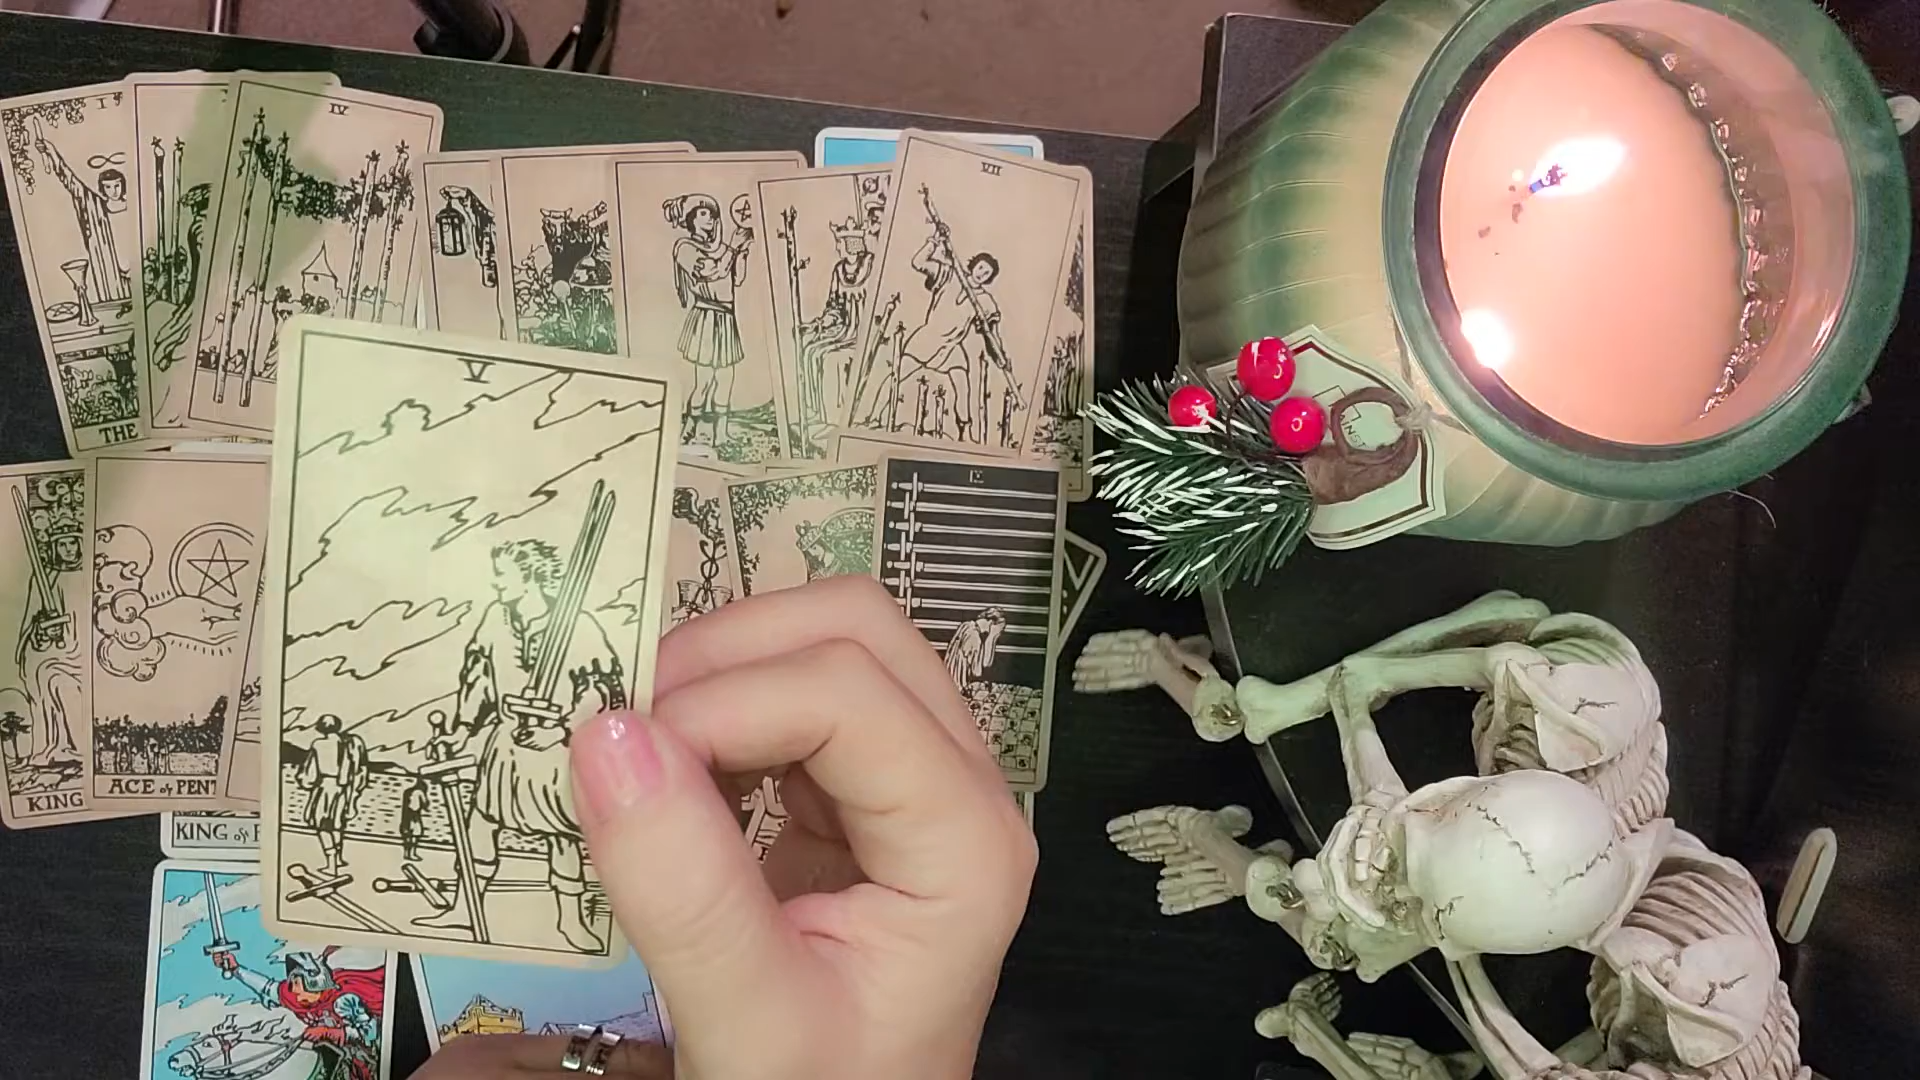 I
IV
VII
THE
V
IX
KING
ACE of PENT
KING of